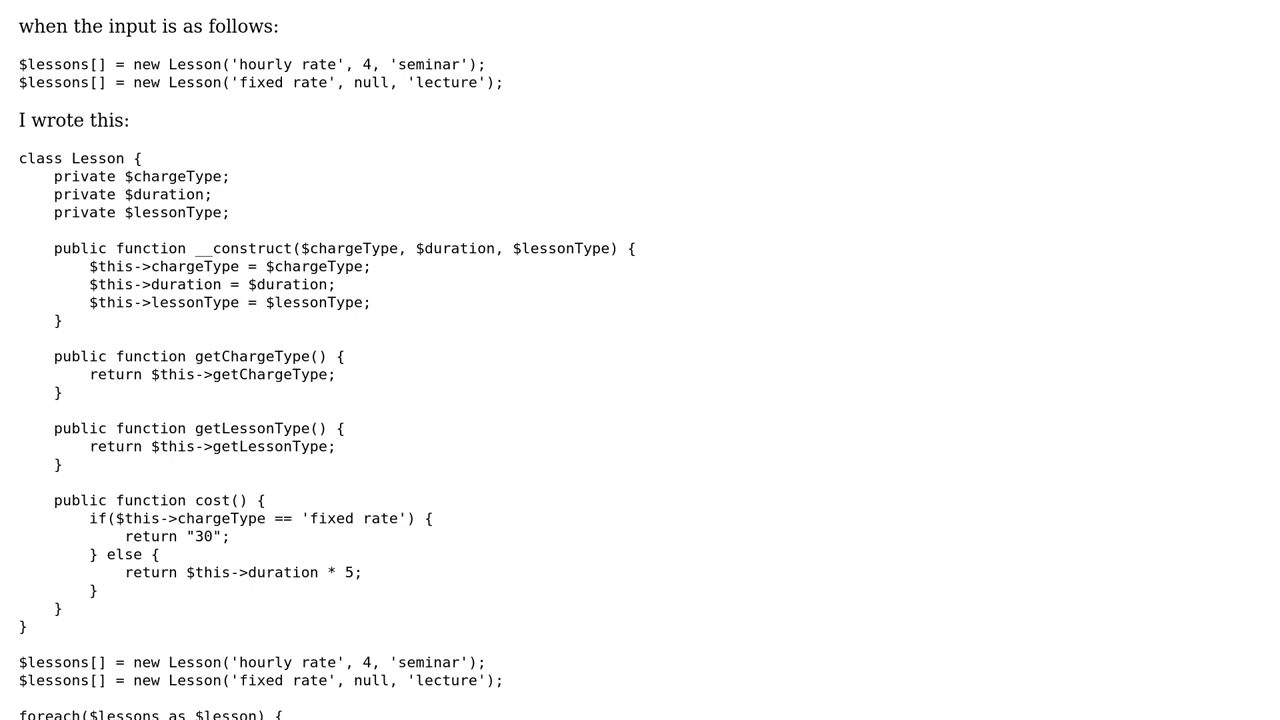 when the input is as follows:
$lessons[] = new Lesson('hourly rate', 4, 'seminar');
$lessons[] = new Lesson('fixed rate', null, 'lecture');
I wrote this:
class Lesson {
    private $chargeType;
    private $duration;
    private $lessonType;

    public function __construct($chargeType, $duration, $lessonType) {
        $this->chargeType = $chargeType;
        $this->duration = $duration;
        $this->lessonType = $lessonType;
    }

    public function getChargeType() {
        return $this->getChargeType;
    }

    public function getLessonType() {
        return $this->getLessonType;
    }

    public function cost() {
        if($this->chargeType == 'fixed rate') {
            return "30";
        } else {
            return $this->duration * 5;
        }
    }
}

$lessons[] = new Lesson('hourly rate', 4, 'seminar');
$lessons[] = new Lesson('fixed rate', null, 'lecture');

foreach($lessons as $lesson) {